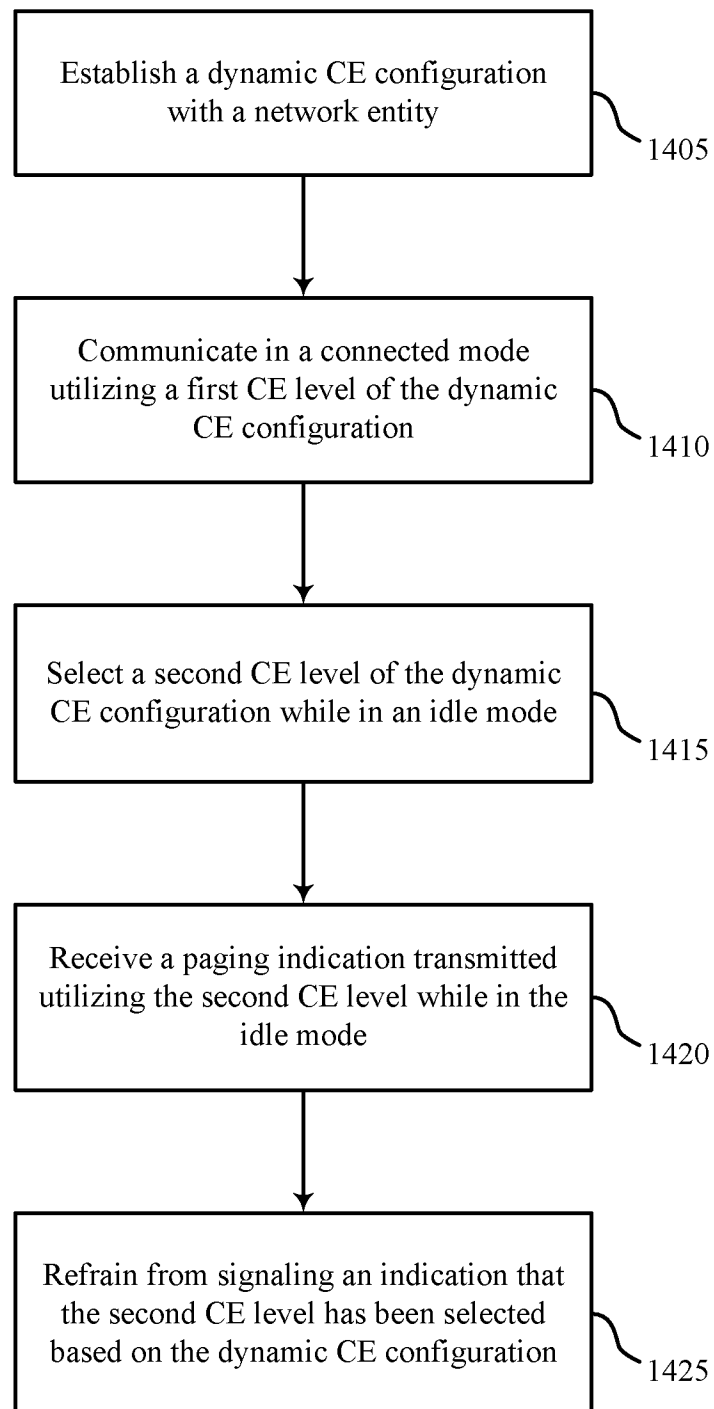 Establish a dynamic CE configuration
with a network entity
1405
Communicate in a connected mode
utilizing a first CE level of the dynamic
CE configuration
1410
Select a second CE level of the dynamic
CE configuration while in an idle mode
1415
Receive a paging indication transmitted
utilizing the second CE level while in the
idle mode
1420
Refrain from signaling an indication that
the second CE level has been selected
based on the dynamic CE configuration
1425